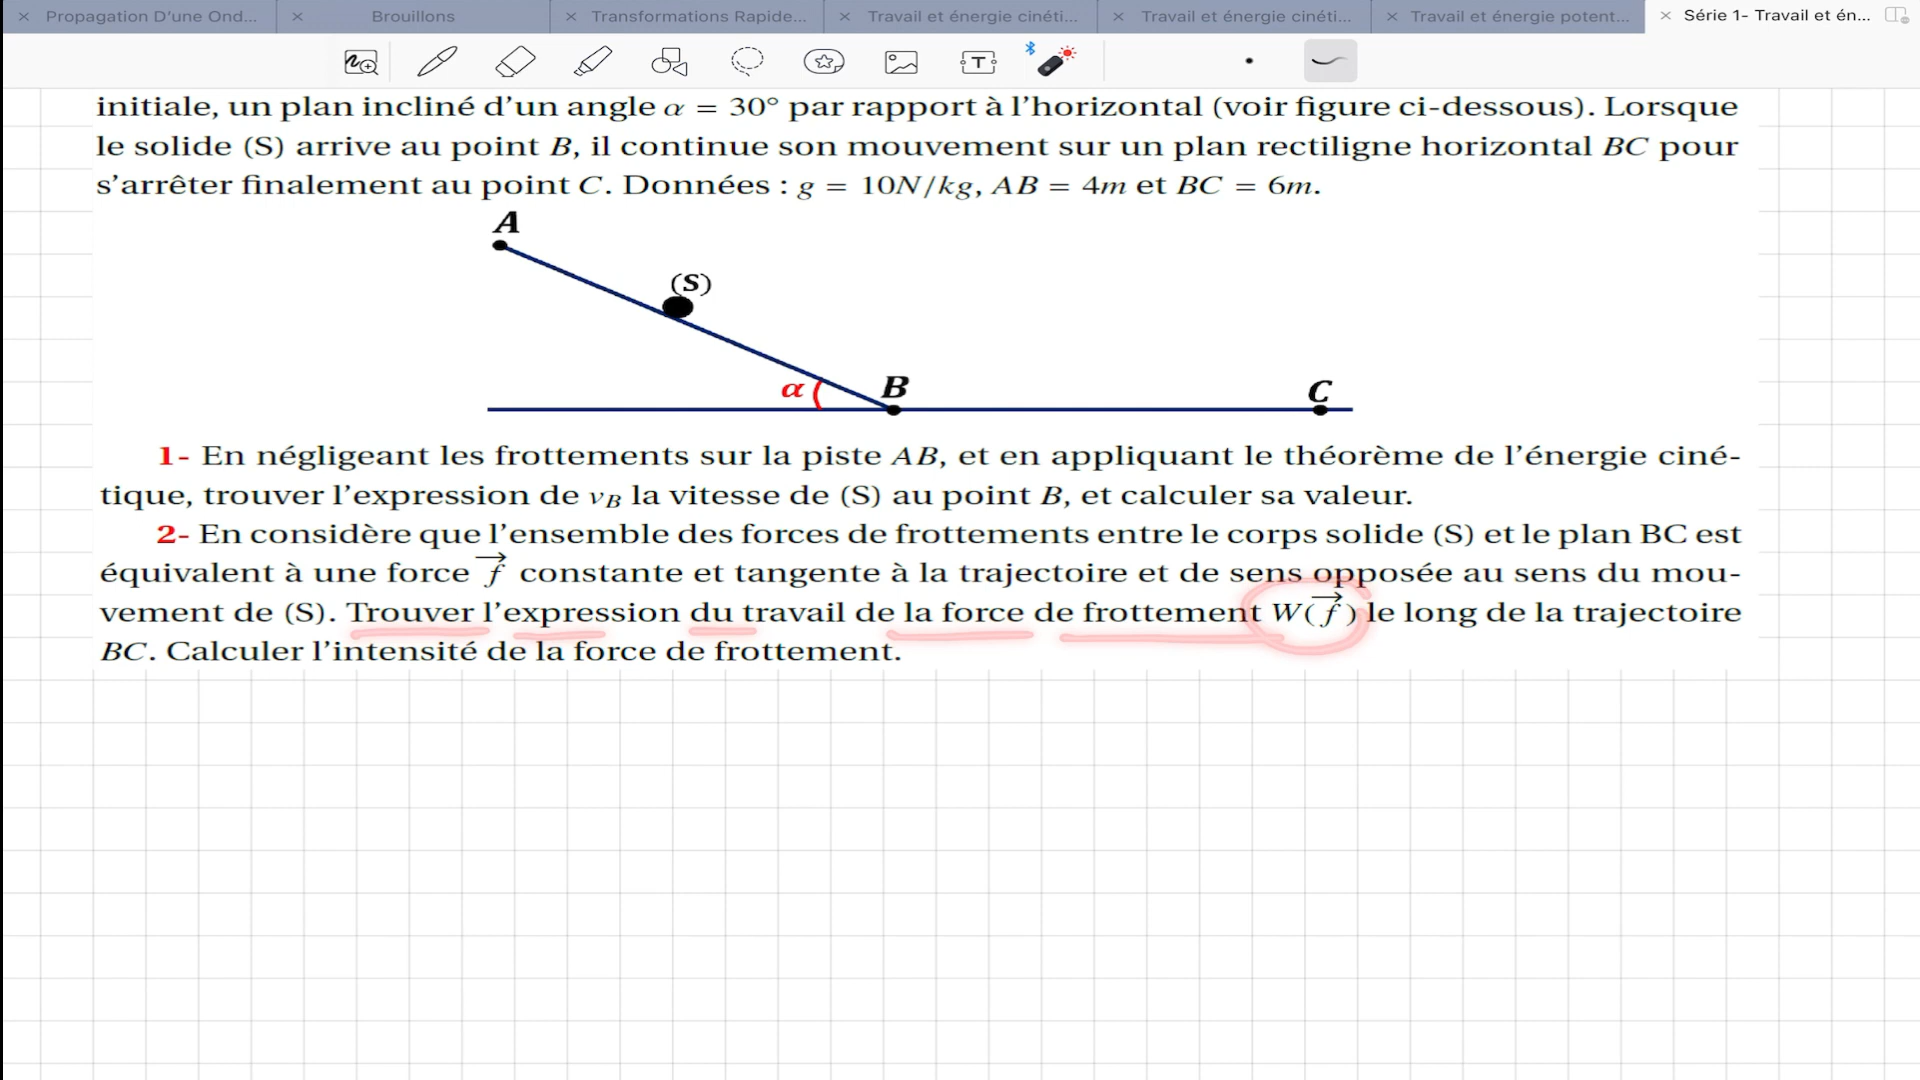 Propagation D'une Ond...
Brouillons
Transformations Rapide...
Travail et énergie cinéti...
Travail et énergie cinéti...
Travail et énergie potent...
Série 1- Travail et én...
initiale, un plan incliné d'un angle α = 30° par rapport à l'horizontal (voir figure ci-dessous). Lorsque
le solide (S) arrive au point B, il continue son mouvement sur un plan rectiligne horizontal BC pour
s'arrêter finalement au point C. Données : g = 10N/kg, AB = 4m et BC = 6m.
A
(S)
α
B
C
1- En négligeant les frottements sur la piste AB, et en appliquant le théorème de l'énergie ciné-
tique, trouver l'expression de v_B la vitesse de (S) au point B, et calculer sa valeur.
2- En considère que l'ensemble des forces de frottements entre le corps solide (S) et le plan BC est
équivalent à une force f⃗ constante et tangente à la trajectoire et de sens opposée au sens du mou-
vement de (S). Trouver l'expression du travail de la force de frottement W(f⃗) le long de la trajectoire
BC. Calculer l'intensité de la force de frottement.